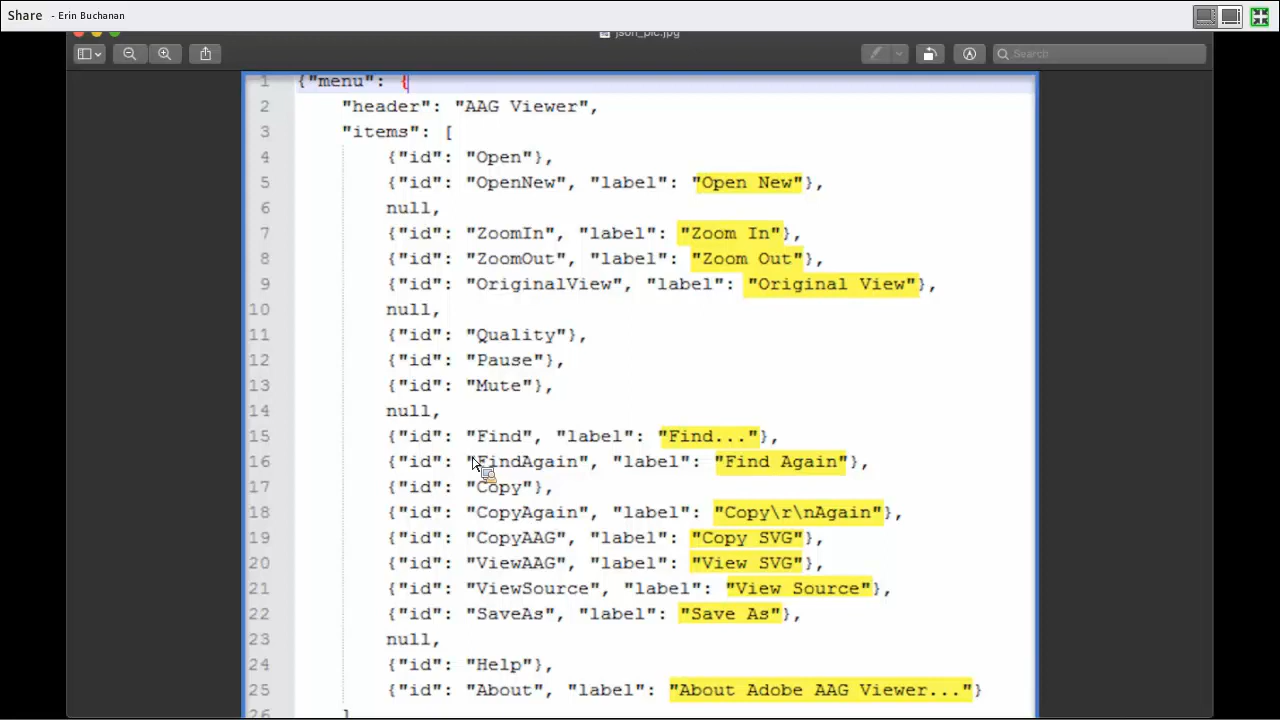 Share - Erin Buchanan
json_pic.jpg
Search
1 {"menu": {
2 "header": "AAG Viewer",
3 "items": [
4 {"id": "Open"},
5 {"id": "OpenNew", "label": "Open New"},
6 null,
7 {"id": "ZoomIn", "label": "Zoom In"},
8 {"id": "ZoomOut", "label": "Zoom Out"},
9 {"id": "OriginalView", "label": "Original View"},
10 null,
11 {"id": "Quality"},
12 {"id": "Pause"},
13 {"id": "Mute"},
14 null,
15 {"id": "Find", "label": "Find..."},
16 {"id": "FindAgain", "label": "Find Again"},
17 {"id": "Copy"},
18 {"id": "CopyAgain", "label": "Copy\r\nAgain"},
19 {"id": "CopyAAG", "label": "Copy SVG"},
20 {"id": "ViewAAG", "label": "View SVG"},
21 {"id": "ViewSource", "label": "View Source"},
22 {"id": "SaveAs", "label": "Save As"},
23 null,
24 {"id": "Help"},
25 {"id": "About", "label": "About Adobe AAG Viewer..."}
26 ]